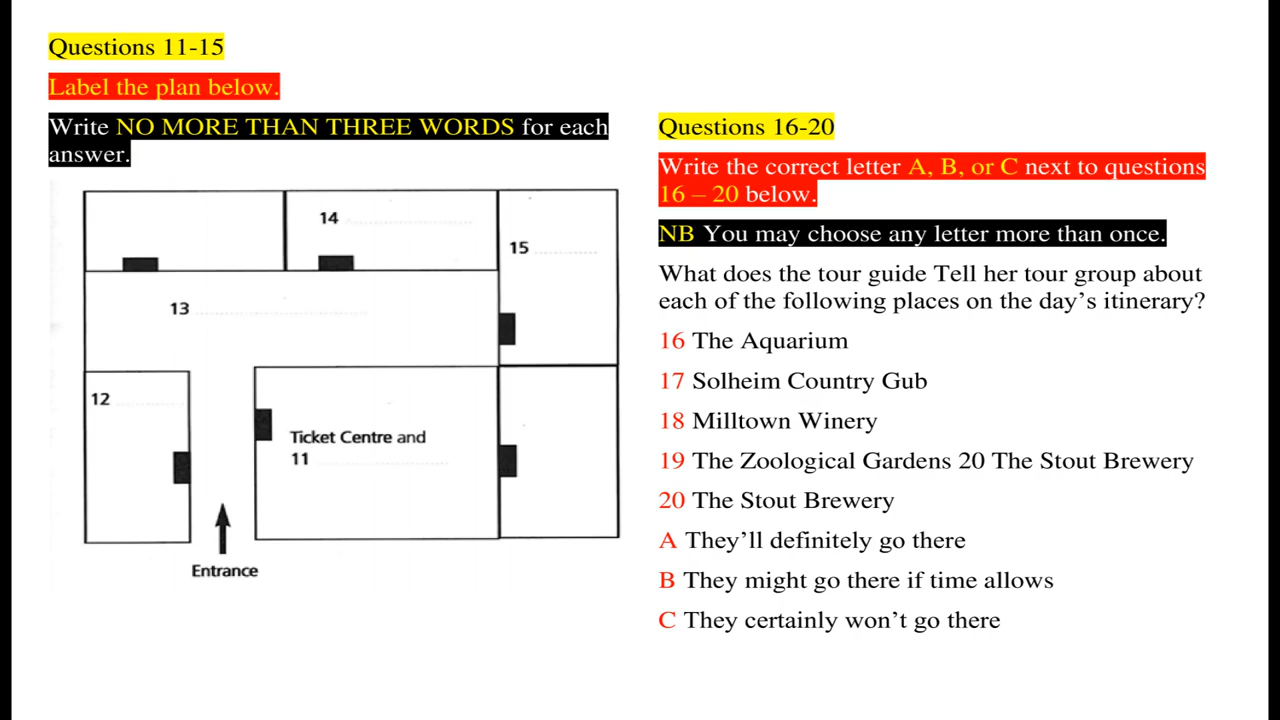 Questions 11-15
Label the plan below.
Write NO MORE THAN THREE WORDS for each
answer.
14
15
13
12
Ticket Centre and
11
Entrance
Questions 16-20
Write the correct letter A, B, or C next to questions
16 – 20 below.
NB You may choose any letter more than once.
What does the tour guide Tell her tour group about
each of the following places on the day's itinerary?
16 The Aquarium
17 Solheim Country Gub
18 Milltown Winery
19 The Zoological Gardens 20 The Stout Brewery
20 The Stout Brewery
A They'll definitely go there
B They might go there if time allows
C They certainly won't go there